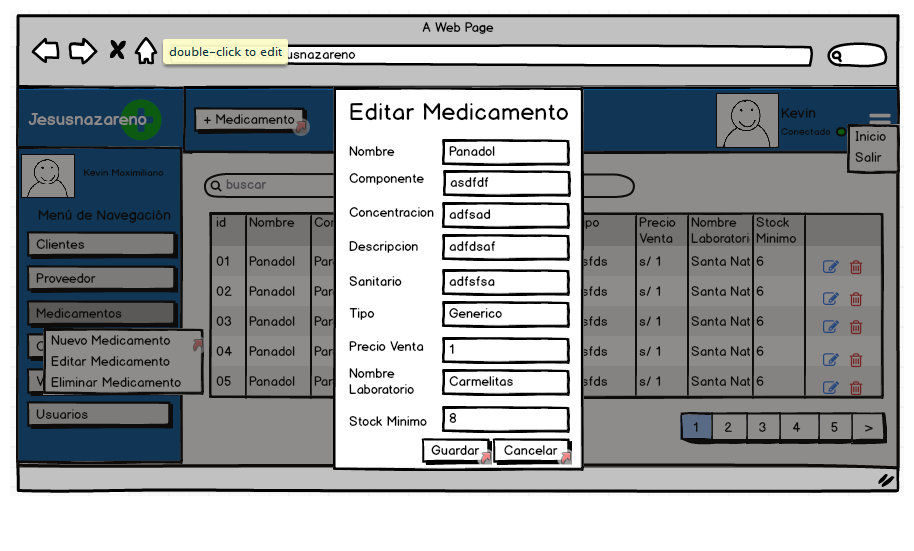 A Web Page
double-click to edit
usnazareno
Jesusnazareno
+ Medicamento
Kevin
Conectado
Inicio
Salir
Kevin Maximiliano
Menú de Navegación
Clientes
Proveedor
Medicamentos
Nuevo Medicamento
Editar Medicamento
Eliminar Medicamento
C
V
Usuarios
buscar
id Nombre Co po Precio Venta Nombre Laboratori Stock Minimo
01 Panadol Par sfds s/ 1 Santa Nat 6
02 Panadol Par sfds s/ 1 Santa Nat 6
03 Panadol Par sfds s/ 1 Santa Nat 6
04 Panadol Par sfds s/ 1 Santa Nat 6
05 Panadol Par sfds s/ 1 Santa Nat 6
1 2 3 4 5 >
Editar Medicamento
Nombre Panadol
Componente asdfdf
Concentracion adfsad
Descripcion adfdsaf
Sanitario adfsfsa
Tipo Generico
Precio Venta 1
Nombre
Laboratorio Carmelitas
Stock Minimo 8
Guardar Cancelar